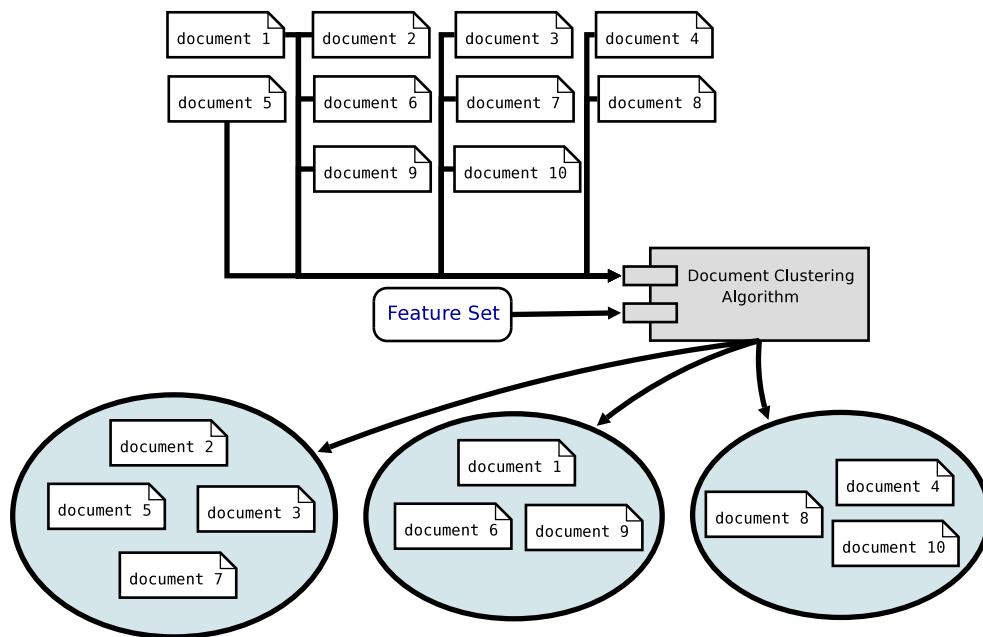 document 1
document 2
document 3
document 4
document 5
document 6
document 7
document 8
document 9
document 10
Document Clustering
Algorithm
Feature Set
document 2
document 5
document 3
document 7
document 1
document 6
document 9
document 4
document 8
document 10